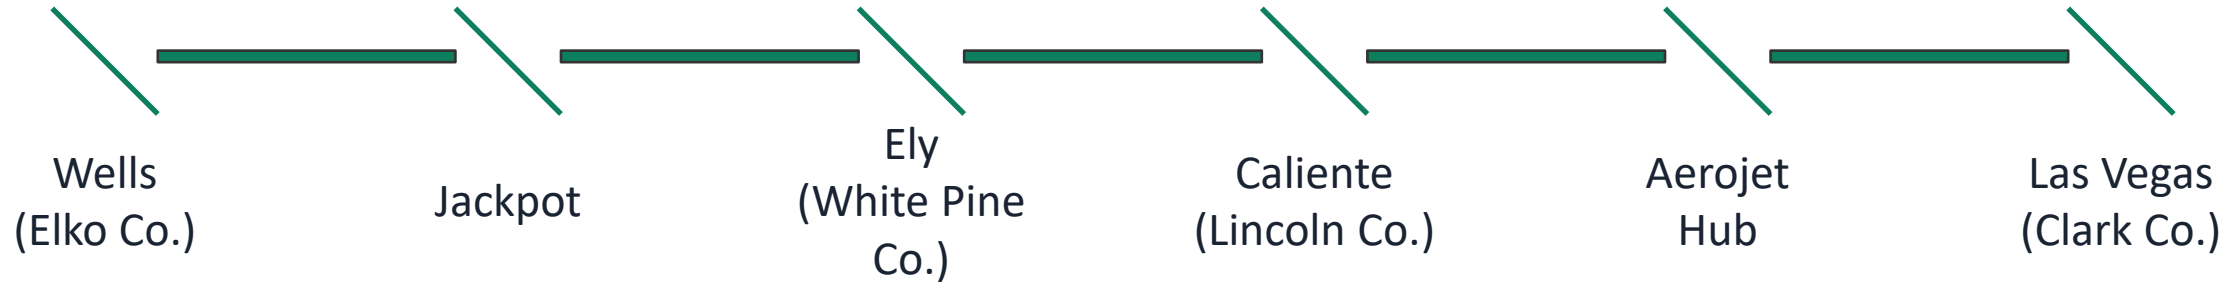 Wells
(Elko Co.)
Jackpot
Ely
(White Pine
Co.)
Caliente
(Lincoln Co.)
Aerojet
Hub
Las Vegas
(Clark Co.)